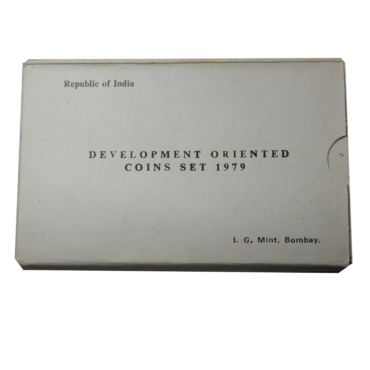 Republic of India
DEVELOPMENT ORIENTED
COINS SET 1979
I. G. Mint. Bombay.